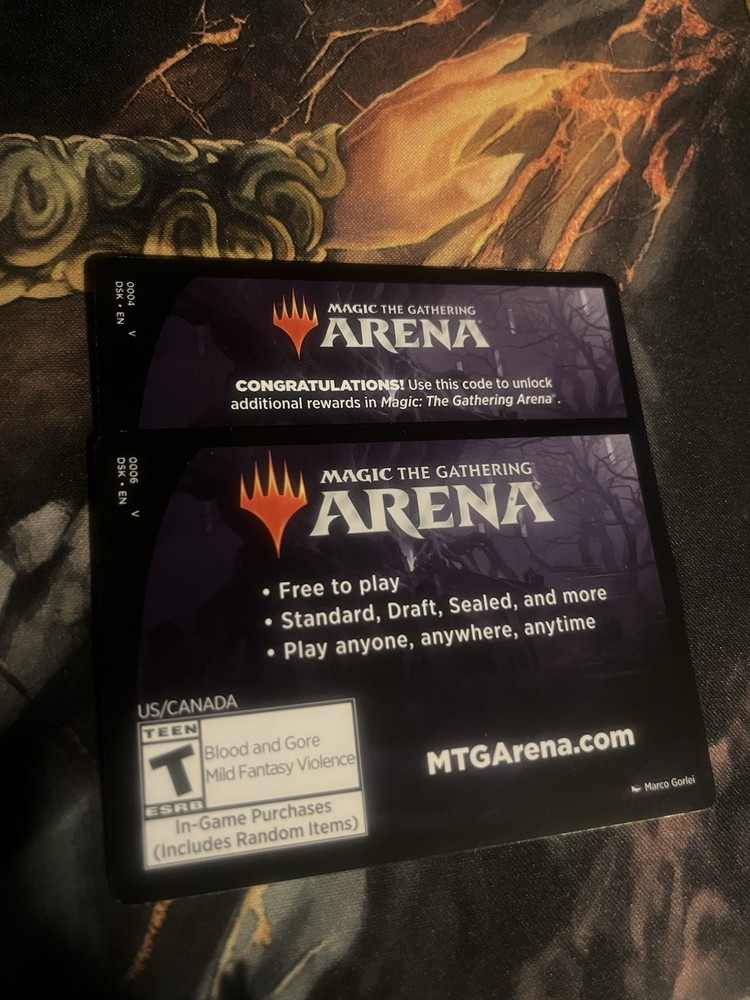 0004 V
DSK • EN
MAGIC THE GATHERING
ARENA
CONGRATULATIONS! Use this code to unlock
additional rewards in Magic: The Gathering Arena®.
0006 V
DSK • EN
MAGIC THE GATHERING
ARENA
• Free to play
• Standard, Draft, Sealed, and more
• Play anyone, anywhere, anytime
US/CANADA
TEEN
T
ESRB
Blood and Gore
Mild Fantasy Violence
In-Game Purchases
(Includes Random Items)
MTGArena.com
Marco Gorlei